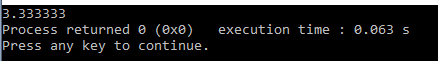 3.333333
Process returned 0 (0x0)   execution time : 0.063 s
Press any key to continue.